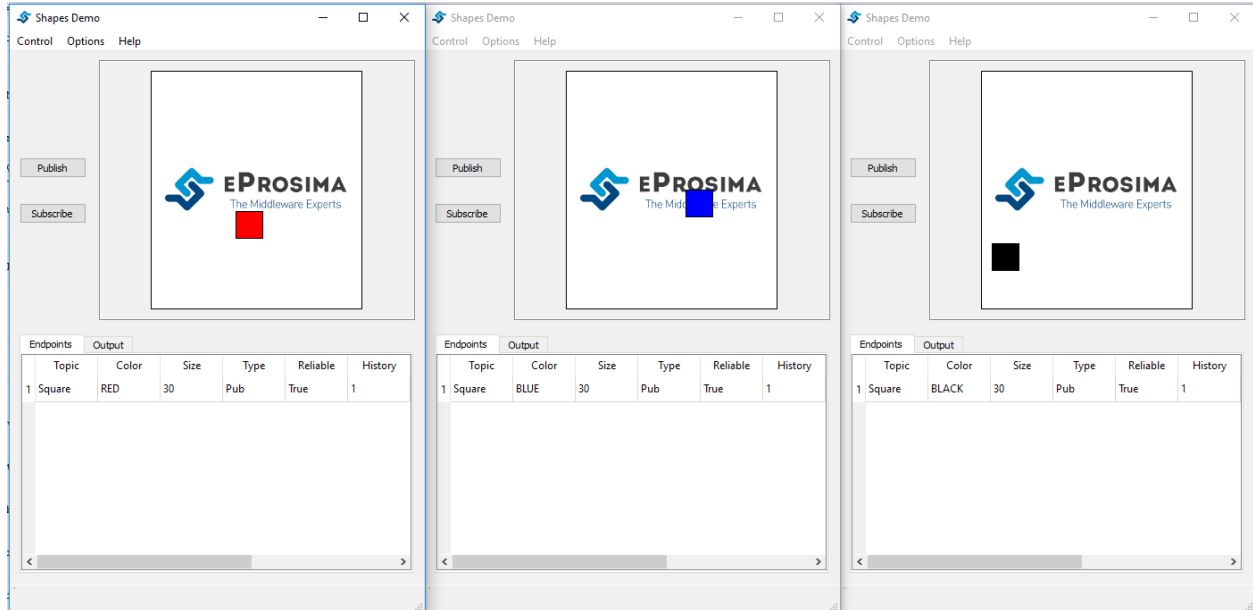 Shapes Demo
Control Options Help
Publish
Subscribe
EPROSIMA
The Middleware Experts
Endpoints Output
Topic Color Size Type Reliable History
1 Square RED 30 Pub True 1
Shapes Demo
Control Options Help
Publish
Subscribe
EPROSIMA
The Experts
Endpoints Output
Topic Color Size Type Reliable History
1 Square BLUE 30 Pub True 1
Shapes Demo
Control Options Help
Publish
Subscribe
EPROSIMA
The Middleware Experts
Endpoints Output
Topic Color Size Type Reliable History
1 Square BLACK 30 Pub True 1